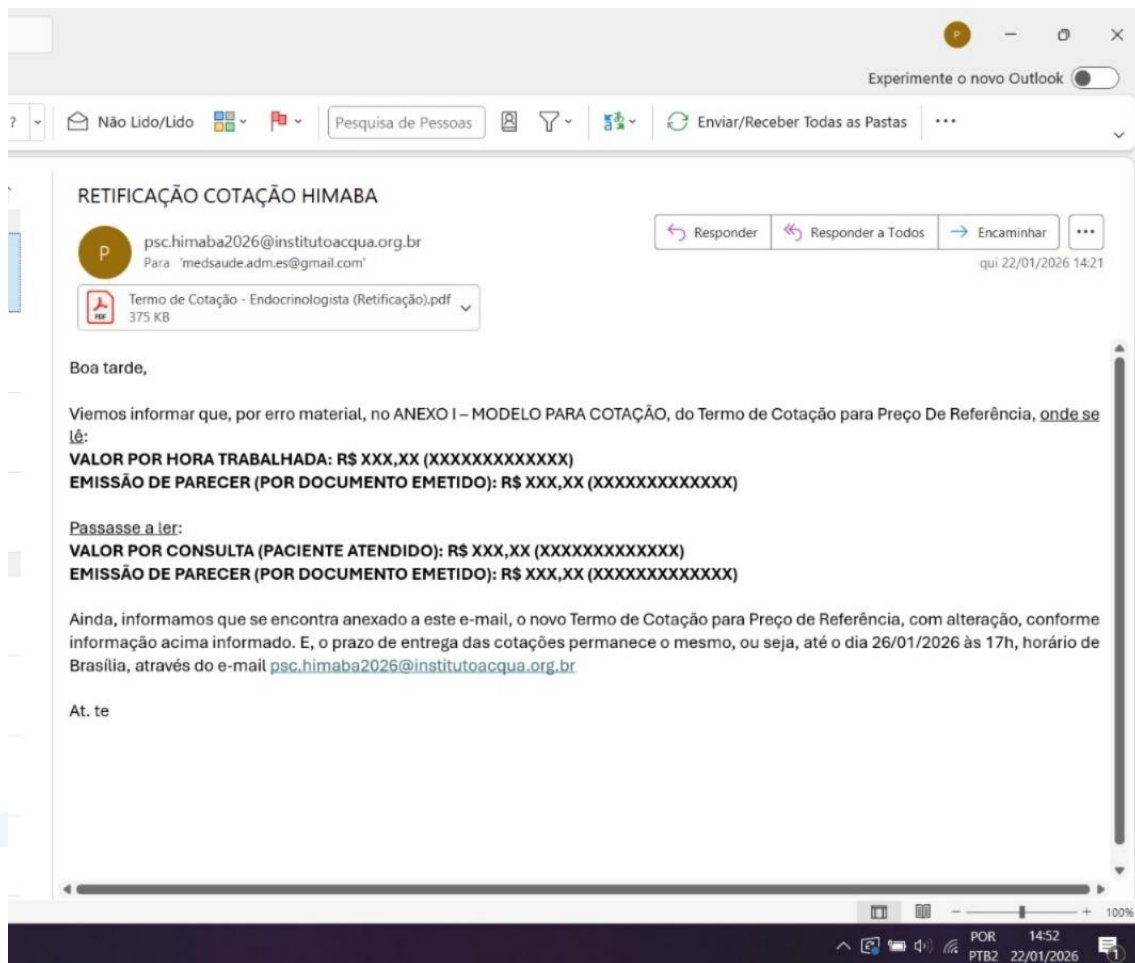 P
Experimente o novo Outlook
?
Não Lido/Lido
Pesquisa de Pessoas
Enviar/Receber Todas as Pastas
RETIFICAÇÃO COTAÇÃO HIMABA
P
psc.himaba2026@institutoacqua.org.br
Para 'medsaude.adm.es@gmail.com'
Responder
Responder a Todos
Encaminhar
qui 22/01/2026 14:21
PDF
Termo de Cotação - Endocrinologista (Retificação).pdf
375 KB
Boa tarde,
Viemos informar que, por erro material, no ANEXO I – MODELO PARA COTAÇÃO, do Termo de Cotação para Preço De Referência, onde se
lê:
VALOR POR HORA TRABALHADA: R$ XXX,XX (XXXXXXXXXXXXX)
EMISSÃO DE PARECER (POR DOCUMENTO EMETIDO): R$ XXX,XX (XXXXXXXXXXXXX)
Passasse a ler:
VALOR POR CONSULTA (PACIENTE ATENDIDO): R$ XXX,XX (XXXXXXXXXXXXX)
EMISSÃO DE PARECER (POR DOCUMENTO EMETIDO): R$ XXX,XX (XXXXXXXXXXXXX)
Ainda, informamos que se encontra anexado a este e-mail, o novo Termo de Cotação para Preço de Referência, com alteração, conforme
informação acima informado. E, o prazo de entrega das cotações permanece o mesmo, ou seja, até o dia 26/01/2026 às 17h, horário de
Brasília, através do e-mail psc.himaba2026@institutoacqua.org.br
At. te
100%
POR
PTB2
14:52
22/01/2026
1